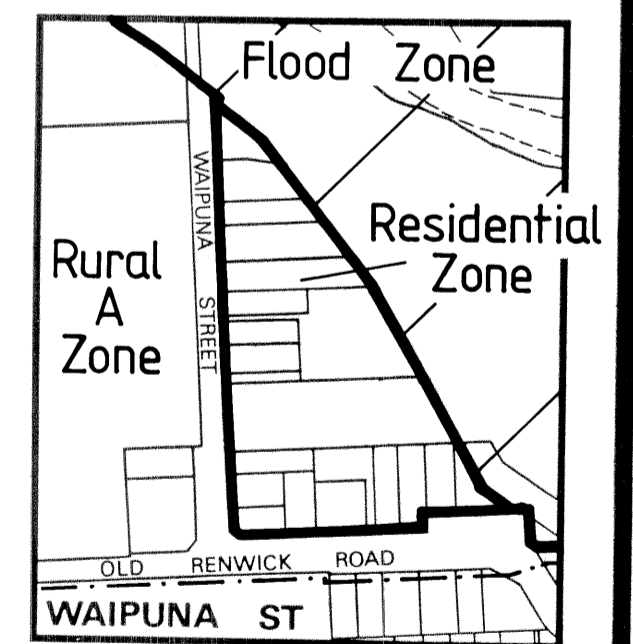 Flood Zone
WAIPUNA STREET
Residential
Zone
Rural
A
Zone
OLD RENWICK ROAD
WAIPUNA ST